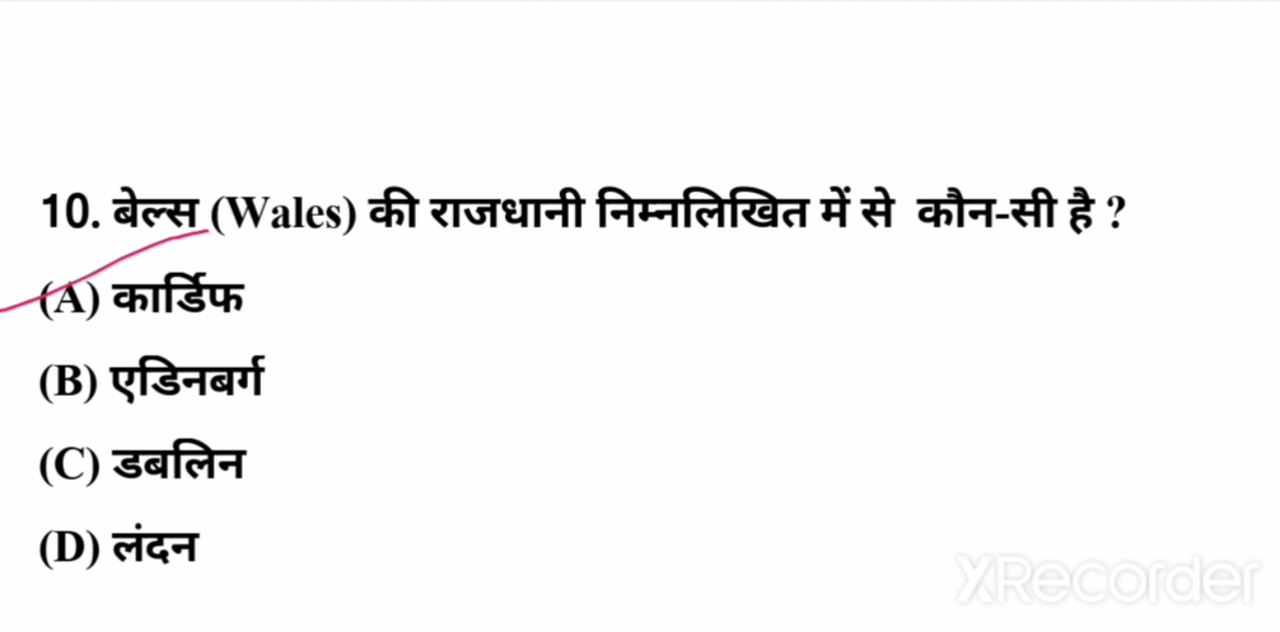 10. बेल्स (Wales) की राजधानी निम्नलिखित में से कौन-सी है ?
(A) कार्डिफ
(B) एडिनबर्ग
(C) डबलिन
(D) लंदन
XRecorder